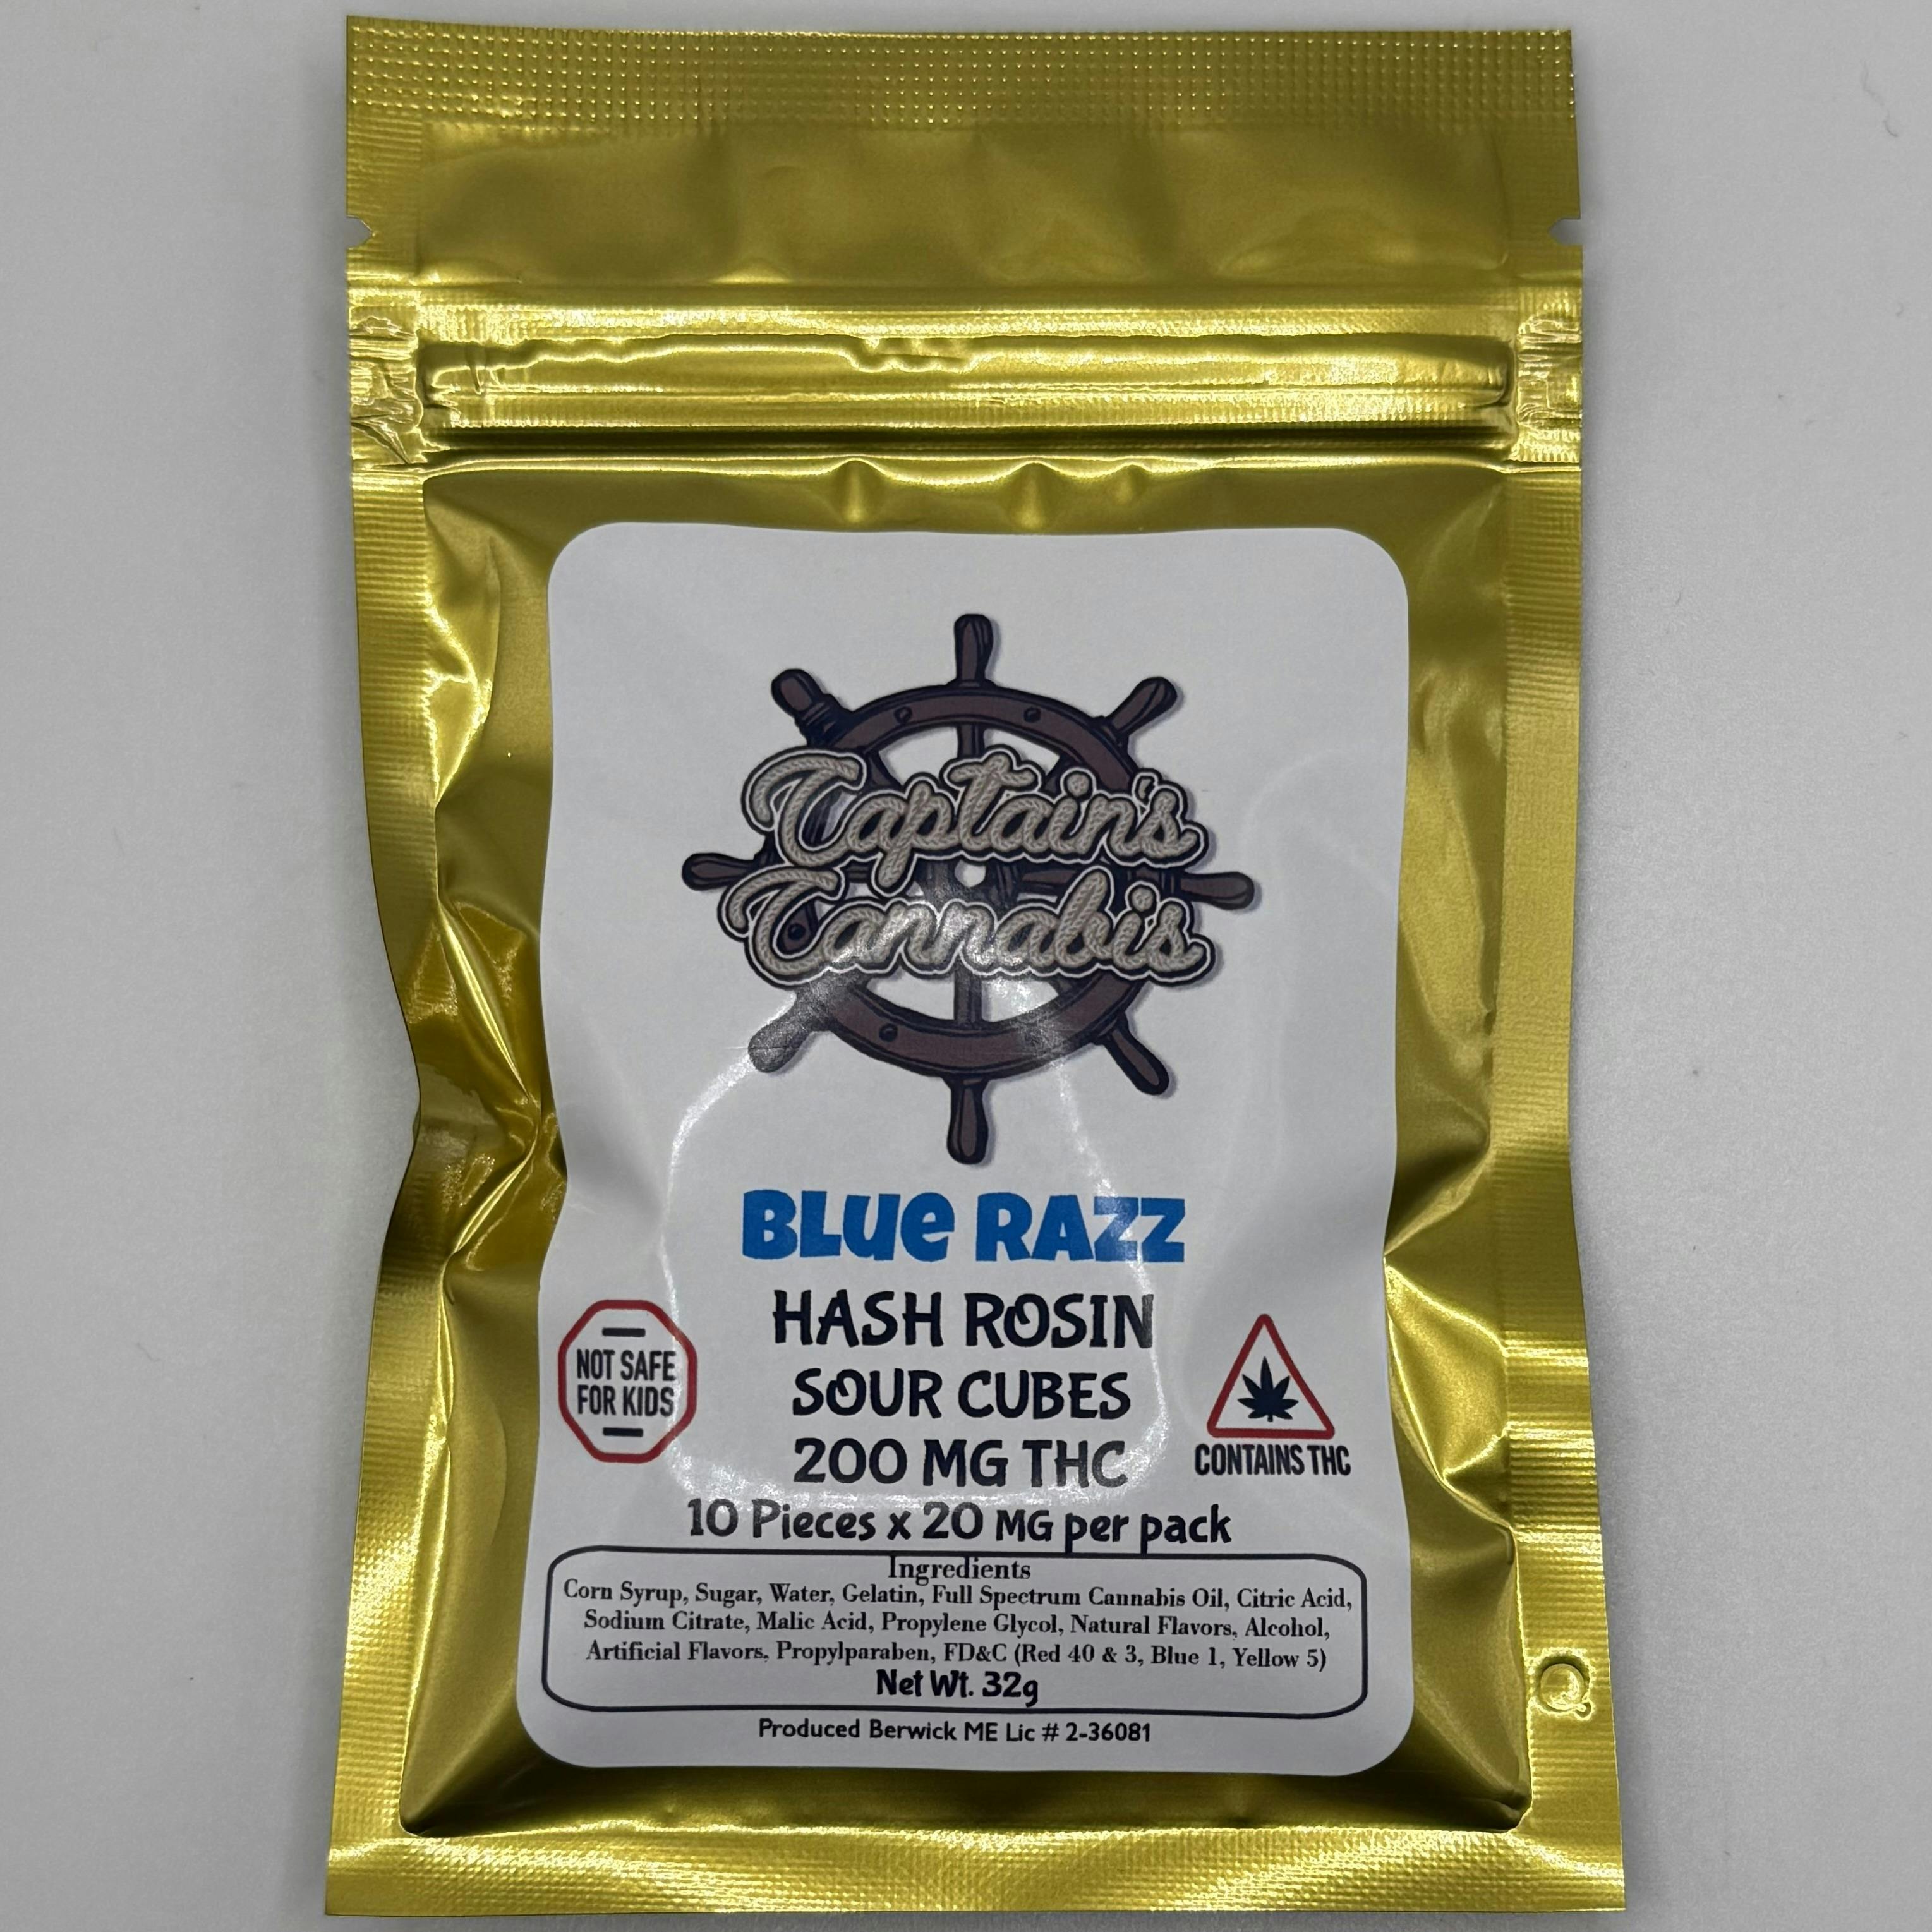 Captain's
Cannabis
BLUe RAZZ
HASH ROSIN
SOUR CUBES
200 MG THC
NOT SAFE
FOR KIDS
CONTAINS THC
10 Pieces x 20 MG per pack
Ingredients
Corn Syrup, Sugar, Water, Gelatin, Full Spectrum Cannabis Oil, Citric Acid,
Sodium Citrate, Malic Acid, Propylene Glycol, Natural Flavors, Alcohol,
Artificial Flavors, Propylparaben, FD&C (Red 40 & 3, Blue 1, Yellow 5)
Net Wt. 32g
Produced Berwick ME Lic # 2-36081
Q